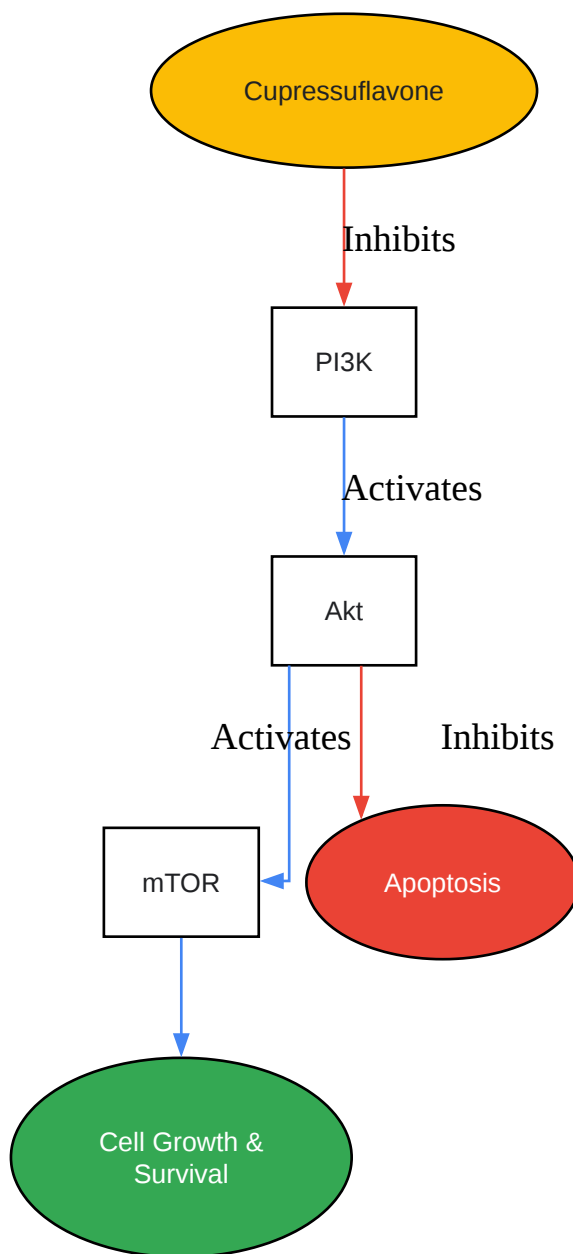 Cupressuflavone
Inhibits
PI3K
Activates
Akt
Activates
Inhibits
mTOR
Apoptosis
Cell Growth &
Survival